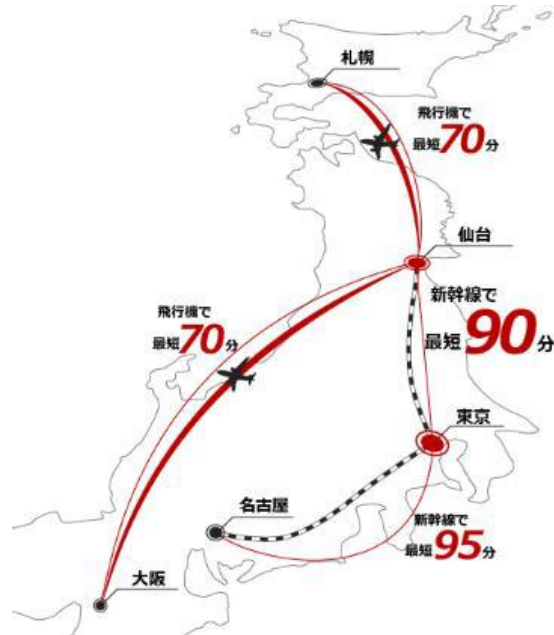 札幌
飛行機で
最短70分
仙台
新幹線で
最短90分
飛行機で
最短70分
東京
名古屋
新幹線で
最短95分
大阪